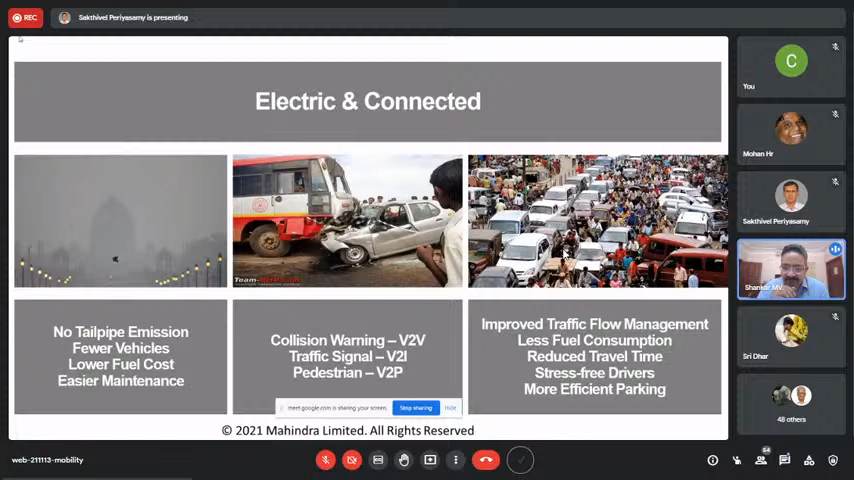 REC
Sakthivel Periyasamy is presenting
Electric & Connected
No Tailpipe Emission
Fewer Vehicles
Lower Fuel Cost
Easier Maintenance
Collision Warning – V2V
Traffic Signal – V2I
Pedestrian – V2P
Improved Traffic Flow Management
Less Fuel Consumption
Reduced Travel Time
Stress-free Drivers
More Efficient Parking
meet.google.com is sharing your screen.
Stop sharing
Hide
© 2021 Mahindra Limited. All Rights Reserved
C
You
Mohan Hr
Sakthivel Periyasamy
Shankar MV
Sri Dhar
48 others
web-211113-mobility
54